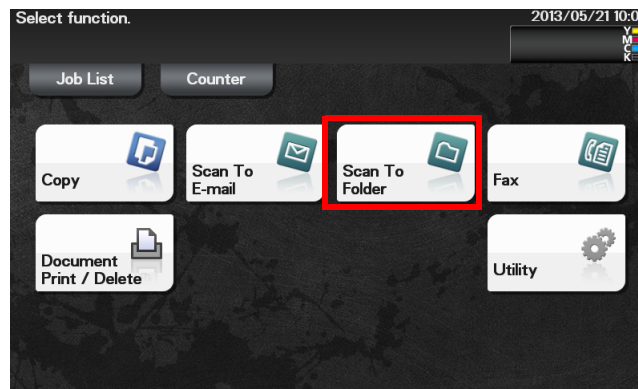 Select function.
2013/05/21 10:0
Y
M
C
K
Job List
Counter
Copy
Scan To
E-mail
Scan To
Folder
Fax
Document
Print / Delete
Utility